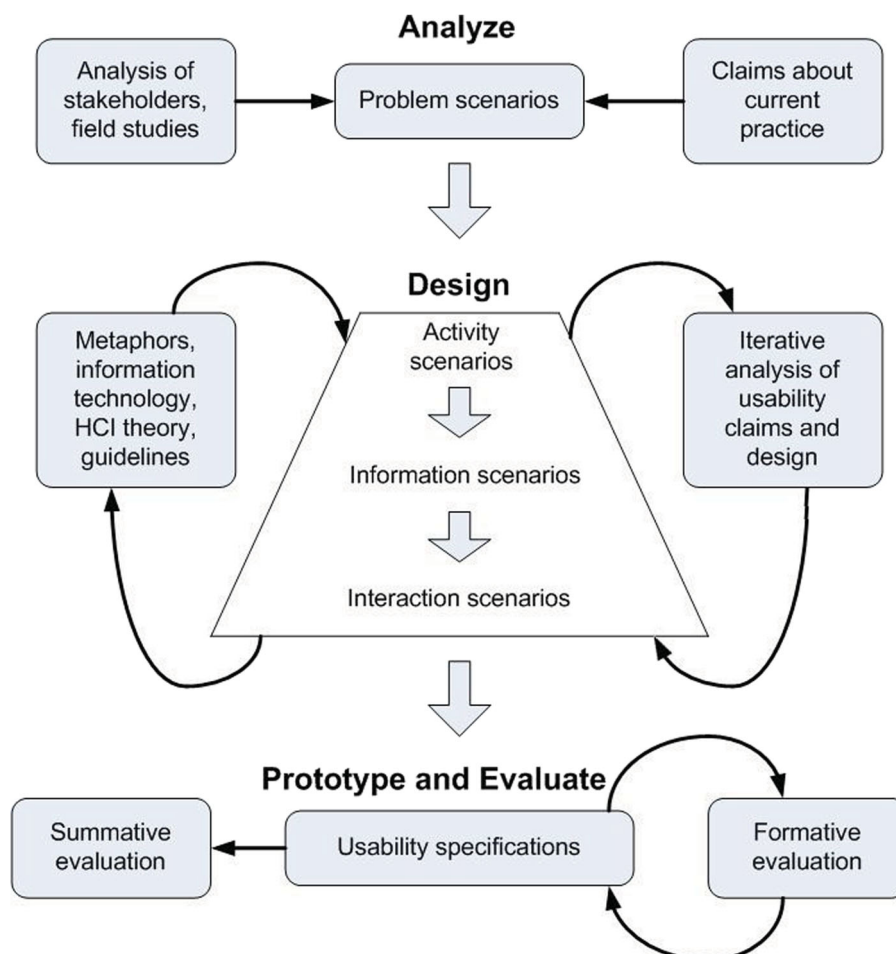 Analyze
Analysis of
stakeholders,
field studies
Problem scenarios
Claims about
current
practice
Design
Metaphors,
information
technology,
HCI theory,
guidelines
Activity
scenarios
Information scenarios
Interaction scenarios
Iterative
analysis of
usability
claims and
design
Prototype and Evaluate
Summative
evaluation
Usability specifications
Formative
evaluation